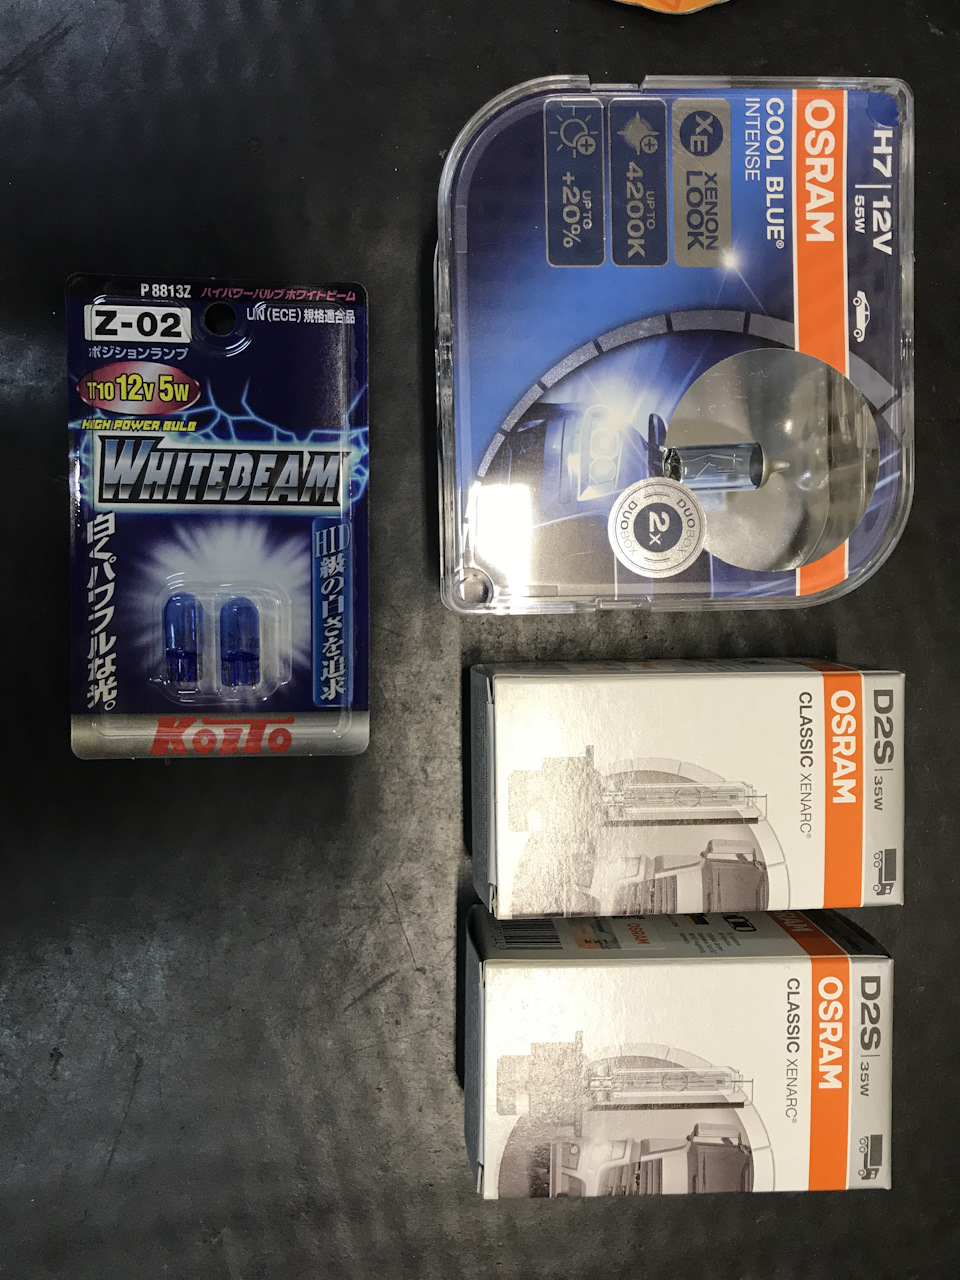 P8813Z ハイパワーバルブホワイトビーム
Z-02
UN(ECE)規格適合品
ポジションランプ
T10 12V 5W
HIGH POWER BULB
WHITEBEAM
白くパワフルな光。
HID級の白さを追求
KOITO
H7 | 12V
55W
OSRAM
COOL BLUE®
INTENSE
XE XENON
LOOK
UP TO
4200K
UP TO
+20%
DUOBOX
2x
DUOBOX
D2S | 35W
OSRAM
CLASSIC XENARC®
OSRAM
D2S | 35W
OSRAM
CLASSIC XENARC®